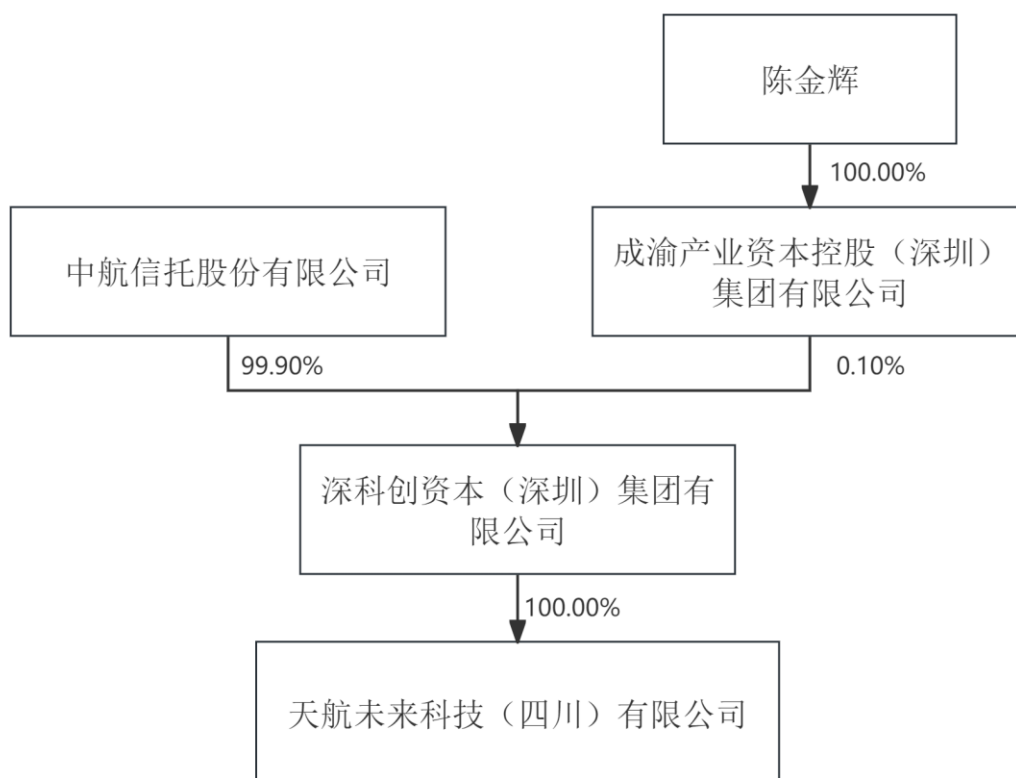 陈金辉
100.00%
中航信托股份有限公司
成渝产业资本控股（深圳）
集团有限公司
99.90%
0.10%
深科创资本（深圳）集团有
限公司
100.00%
天航未来科技（四川）有限公司